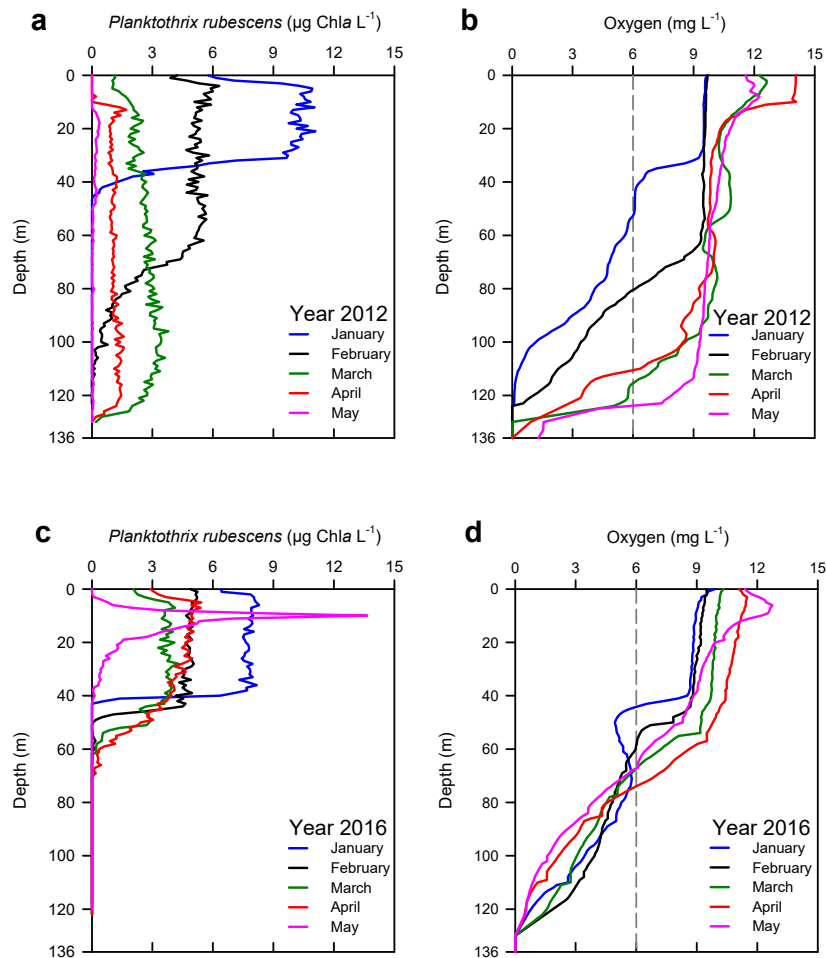 a
Planktothrix rubescens (µg Chla L⁻¹)
0 3 6 9 12 15
0
20
40
60
80
100
120
136
Depth (m)
Year 2012
January
February
March
April
May
b
Oxygen (mg L⁻¹)
0 3 6 9 12 15
0
20
40
60
80
100
120
136
Depth (m)
Year 2012
January
February
March
April
May
c
Planktothrix rubescens (µg Chla L⁻¹)
0 3 6 9 12 15
0
20
40
60
80
100
120
136
Depth (m)
Year 2016
January
February
March
April
May
d
Oxygen (mg L⁻¹)
0 3 6 9 12 15
0
20
40
60
80
100
120
136
Depth (m)
Year 2016
January
February
March
April
May